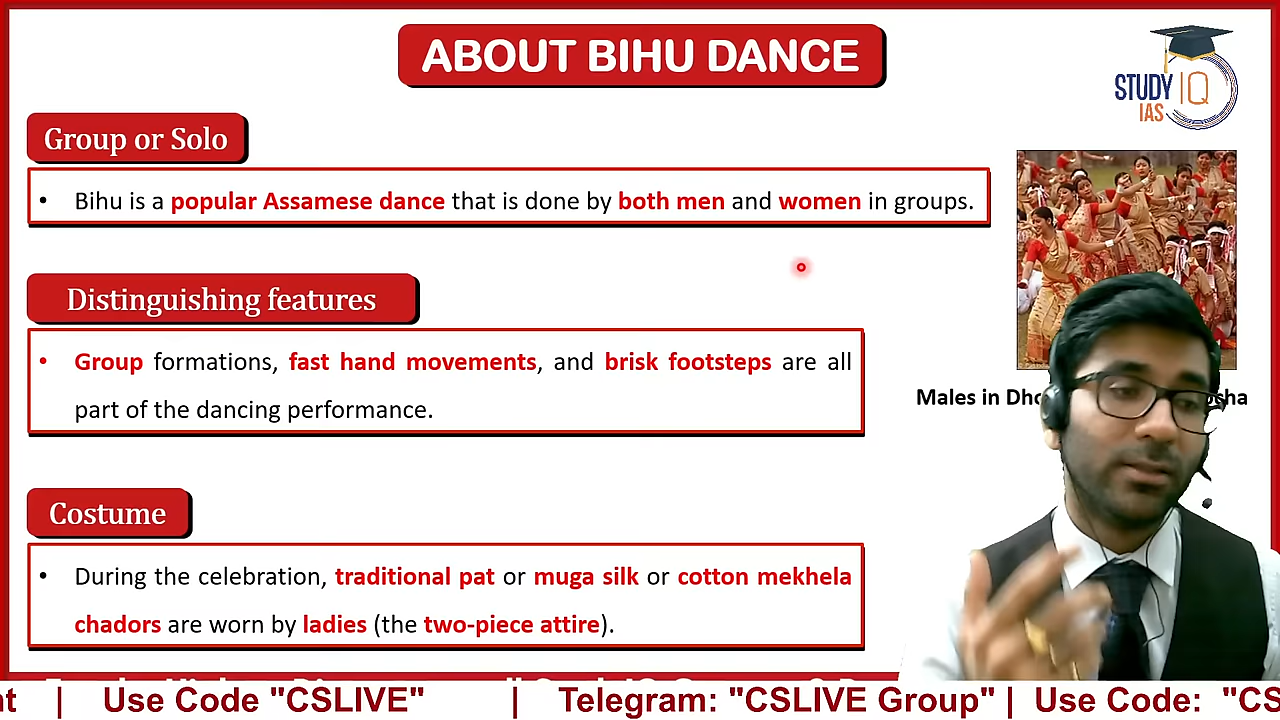 ABOUT BIHU DANCE
STUDY IQ
IAS
Group or Solo
• Bihu is a popular Assamese dance that is done by both men and women in groups.
Distinguishing features
• Group formations, fast hand movements, and brisk footsteps are all
part of the dancing performance.
Males in
Costume
• During the celebration, traditional pat or muga silk or cotton mekhela
chadors are worn by ladies (the two-piece attire).
| Use Code "CSLIVE" | Telegram: "CSLIVE Group" | Use Code: